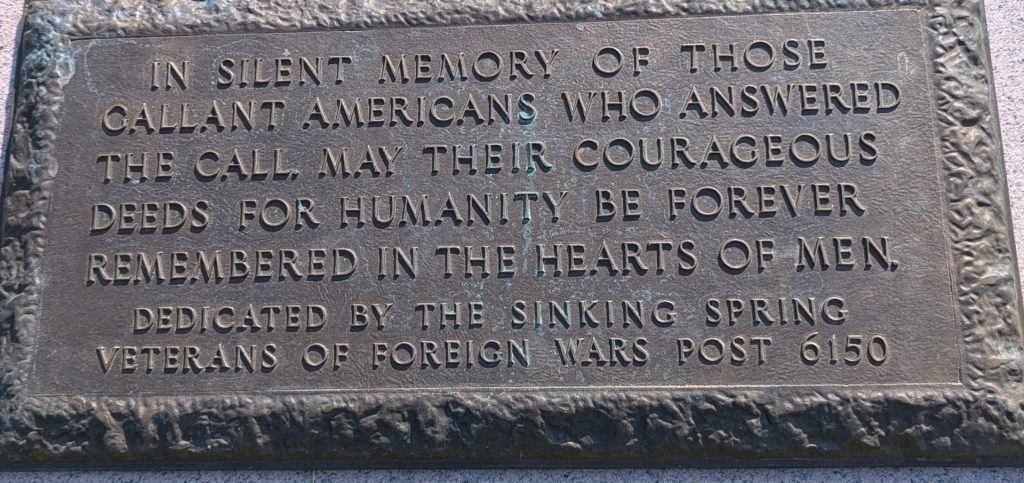 IN SILENT MEMORY OF THOSE
GALLANT AMERICANS WHO ANSWERED
THE CALL. MAY THEIR COURAGEOUS
DEEDS FOR HUMANITY BE FOREVER
REMEMBERED IN THE HEARTS OF MEN.
DEDICATED BY THE SINKING SPRING
VETERANS OF FOREIGN WARS POST 6150